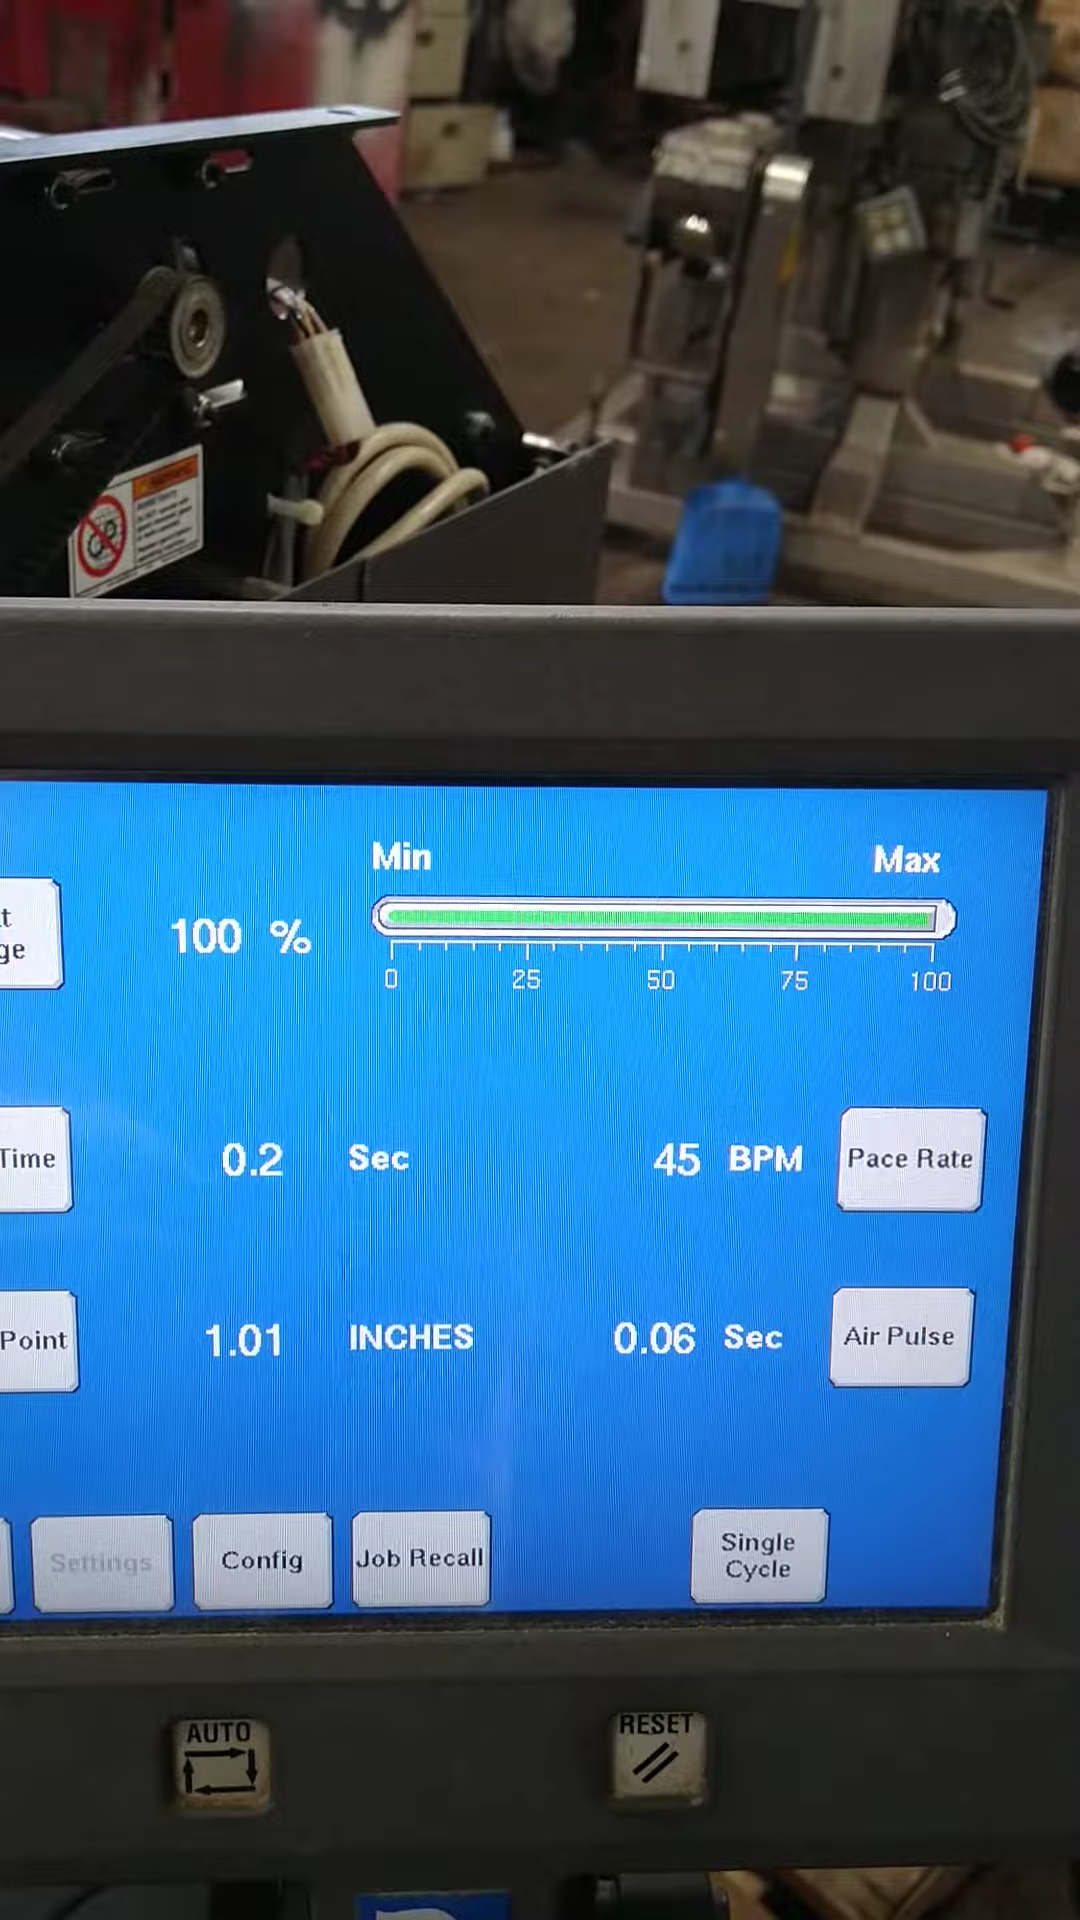 Min Max
t
ge
100 %
0 25 50 75 100
Time 0.2 Sec 45 BPM Pace Rate
Point 1.01 INCHES 0.06 Sec Air Pulse
Settings Config Job Recall Single
Cycle
AUTO RESET